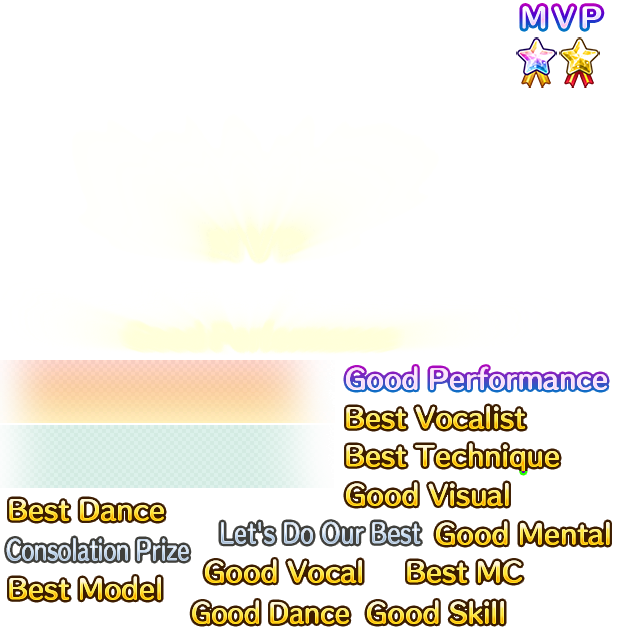 MVP
Good Performance
Best Vocalist
Best Technique
Good Visual
Best Dance
Let's Do Our Best
Good Mental
Consolation Prize
Good Vocal
Best MC
Best Model
Good Dance
Good Skill